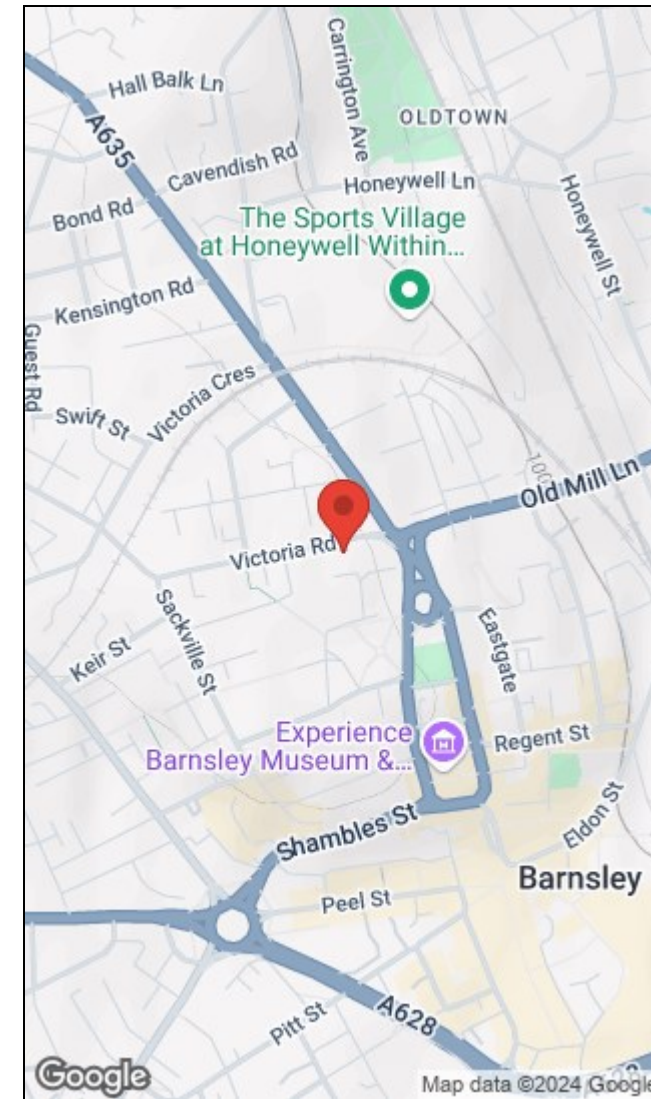 Hall Balk Ln
Carrington Ave
OLDTOWN
A635
Cavendish Rd
Honeywell Ln
Bond Rd
The Sports Village
at Honeywell Within...
Honeywell St
Kensington Rd
Guest Rd
Victoria Cres
Swift St
100
Old Mill Ln
Victoria Rd
Sackville St
Eastgate
Keir St
Experience
Barnsley Museum &...
Regent St
Shambles St
Eldon St
Barnsley
Peel St
A628
Pitt St
Google
Map data ©2024 Google